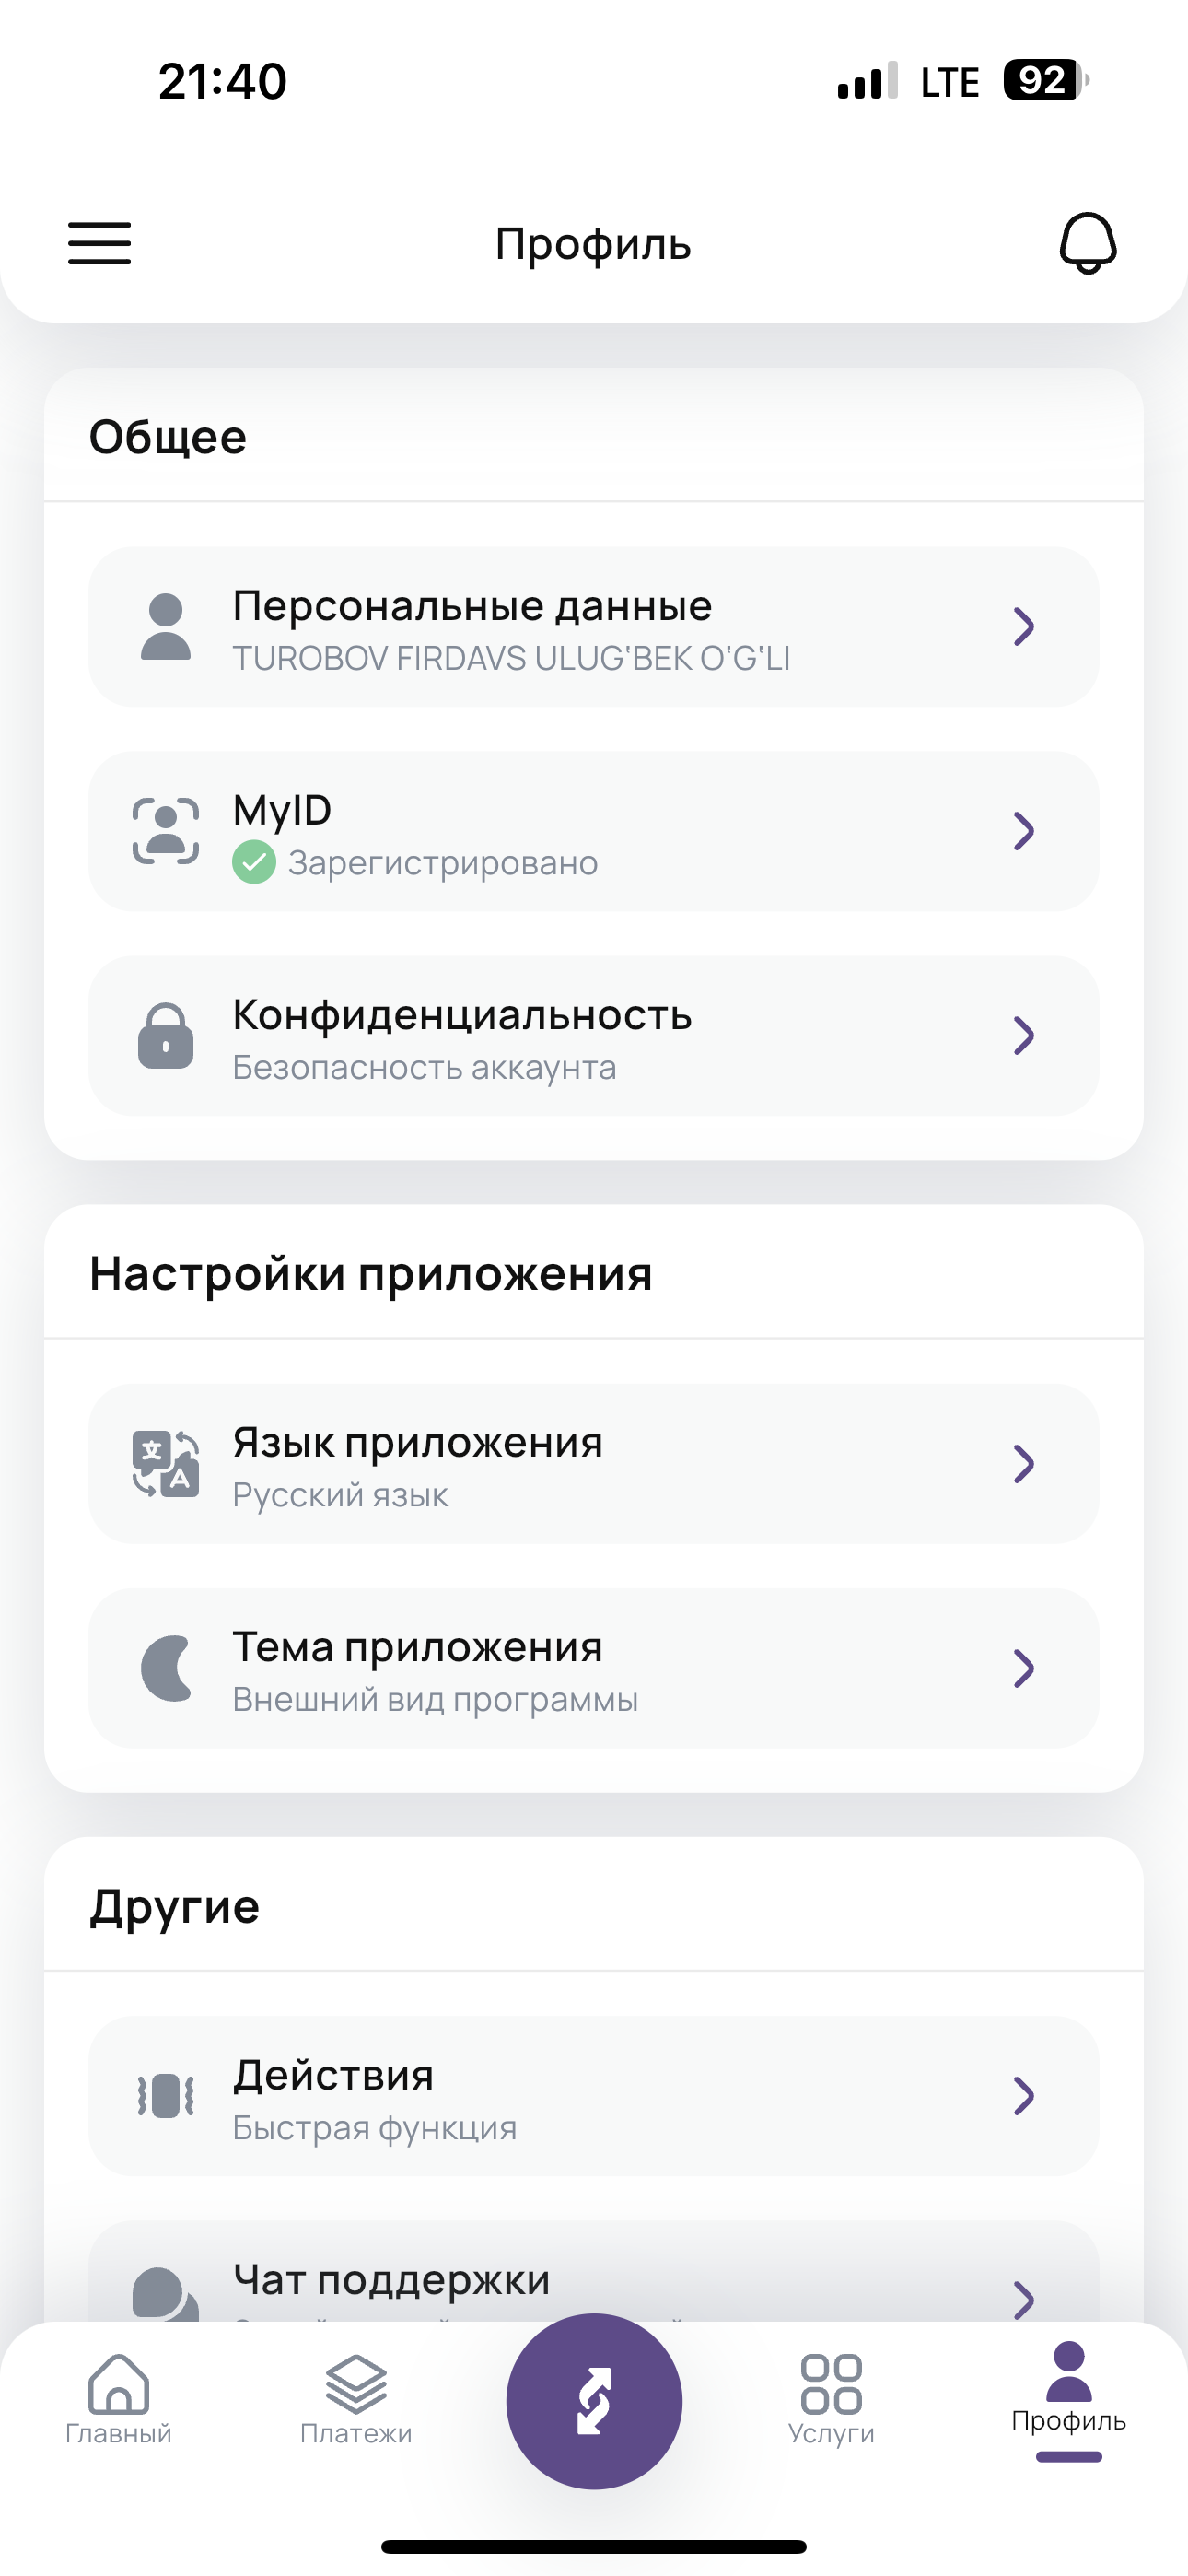 21:40
LTE 92
Профиль
Общее
Персональные данные
TUROBOV FIRDAVS ULUG‘BEK O‘G‘LI
MyID
Зарегистрировано
Конфиденциальность
Безопасность аккаунта
Настройки приложения
Язык приложения
Русский язык
Тема приложения
Внешний вид программы
Другие
Действия
Быстрая функция
Чат поддержки
Главный
Платежи
Услуги
Профиль